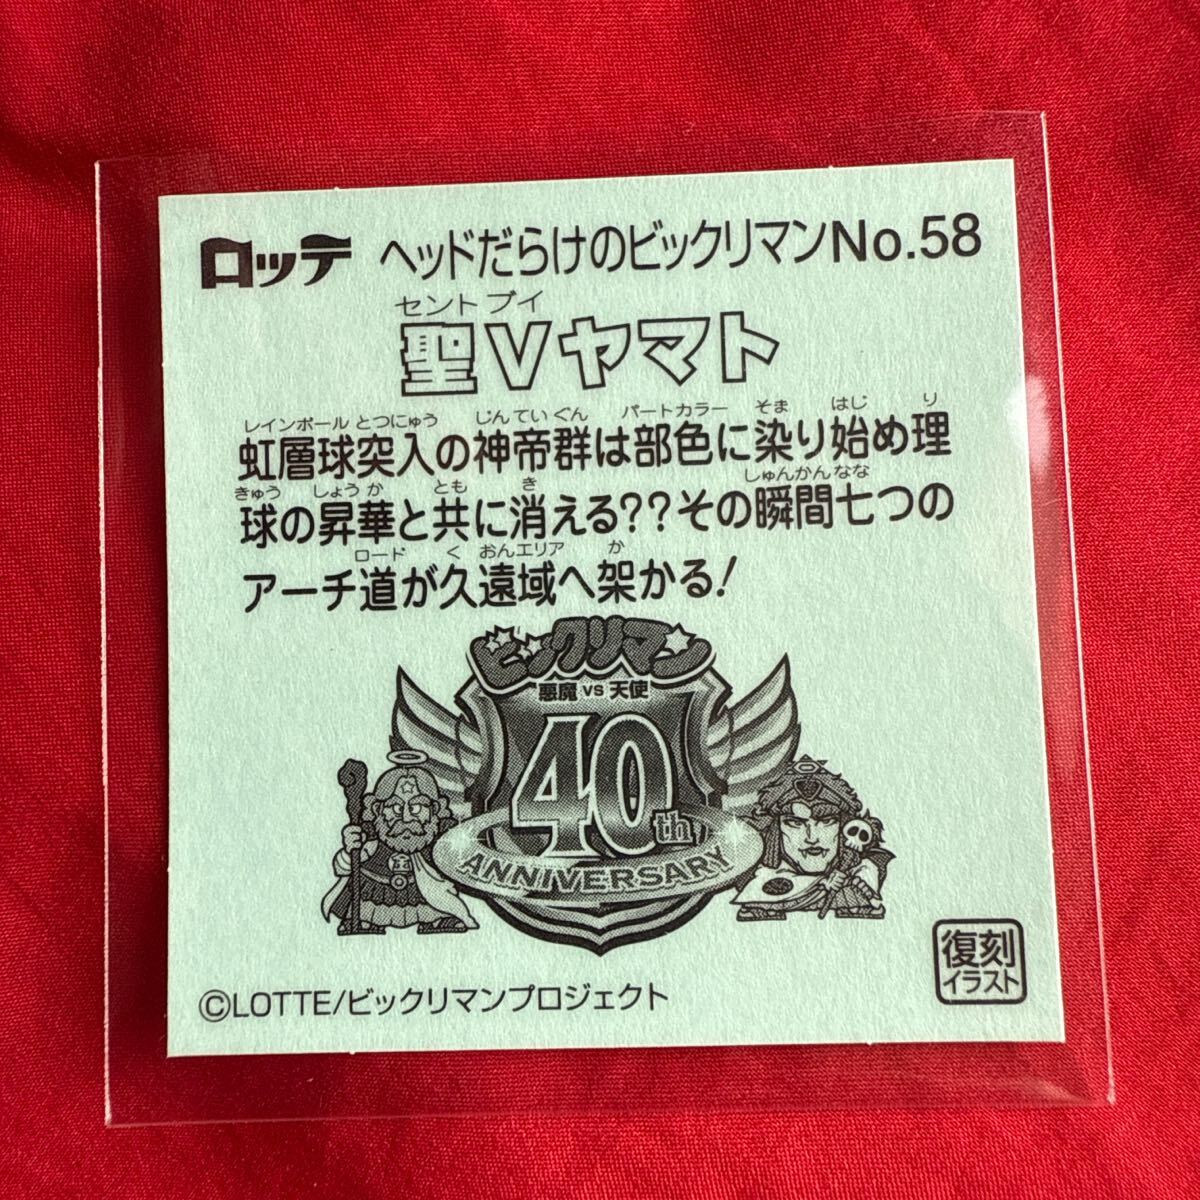 ロッテ ヘッドだらけのビックリマンNo.58
セント ブイ
聖Vヤマト
レインボール とつにゅう じんてい ぐん パートカラー そま はじ り
虹層球突入の神帝群は部色に染り始め理
きゅう しょう か とも き しゅんかん なな
球の昇華と共に消える??その瞬間七つの
ロード く おんエリア か
アーチ道が久遠域へ架かる!
ビックリマン
悪魔 VS 天使
40th
ANNIVERSARY
復刻
イラスト
©LOTTE/ビックリマンプロジェクト